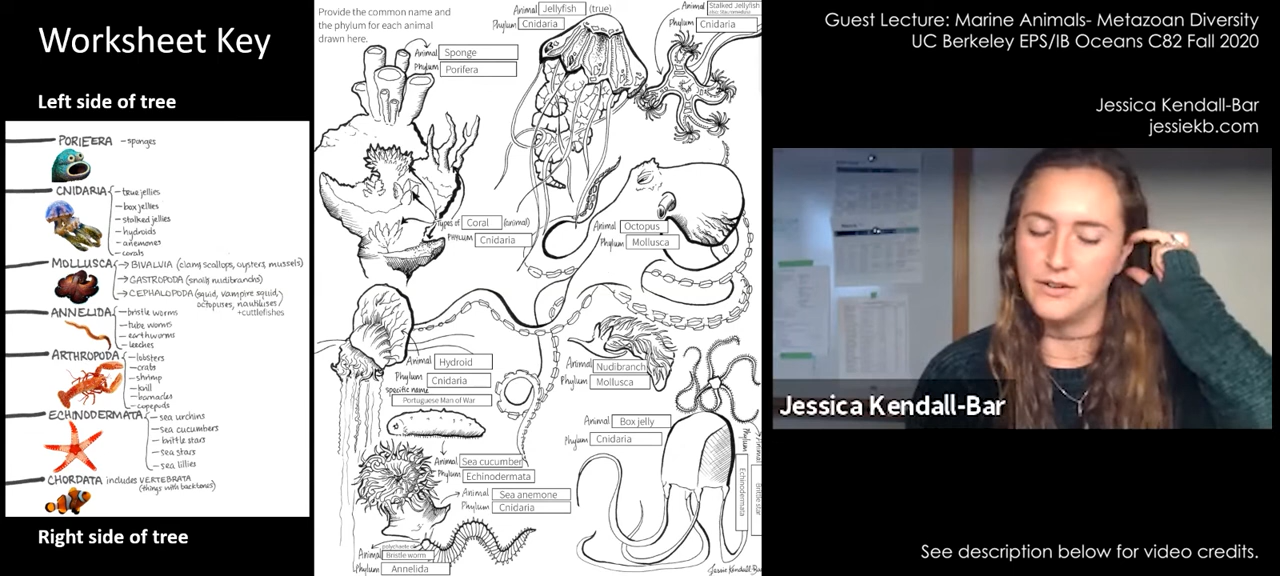 Worksheet Key
Left side of tree
PORIFERA - sponges
CNIDARIA - true jellies
- box jellies
- stalked jellies
- hydroids
- anemones
- corals
MOLLUSCA → BIVALVIA (clams, scallops, oysters, mussels)
→ GASTROPODA (snails, nudibranchs)
→ CEPHALOPODA (squid, vampire squid,
octopuses, nautiluses)
+cuttlefishes
ANNELIDA - bristle worms
- tube worms
- earthworms
- leeches
ARTHROPODA - lobsters
- crabs
- shrimp
- krill
- barnacles
- copepods
ECHINODERMATA - sea urchins
- sea cucumbers
- brittle stars
- sea stars
- sea lillies
CHORDATA includes VERTEBRATA
(things with backbones)
Right side of tree
Provide the common name and
the phylum for each animal
drawn here.
Animal Jellyfish (true)
Phylum Cnidaria
Animal Stalked Jellyfish
Phylum Cnidaria
Animal Sponge
Phylum Porifera
Types of Coral (animal)
PHYLUM Cnidaria
Animal Octopus
Phylum Mollusca
Animal Hydroid
Phylum Cnidaria
specific name
Portuguese Man of War
Animal Nudibranch
Phylum Mollusca
Animal Box jelly
Phylum Cnidaria
Animal Sea cucumber
Phylum Echinodermata
Animal Sea anemone
Phylum Cnidaria
Animal Bristle worm
Phylum Annelida
Animal Brittle star
Phylum Echinodermata
Jessie Kendall-Bar
Guest Lecture: Marine Animals- Metazoan Diversity
UC Berkeley EPS/IB Oceans C82 Fall 2020
Jessica Kendall-Bar
jessiekb.com
Jessica Kendall-Bar
See description below for video credits.